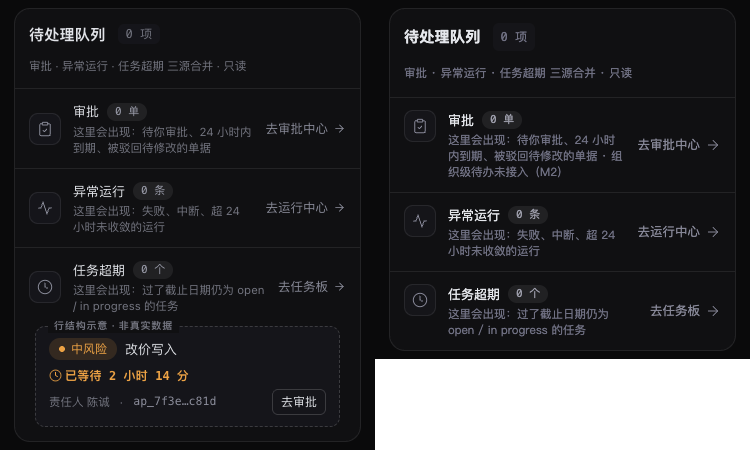 待处理队列 0 项
审批 · 异常运行 · 任务超期 三源合并 · 只读
审批 0 单
这里会出现：待你审批、24 小时内
到期、被驳回待修改的单据
去审批中心 →
异常运行 0 条
这里会出现：失败、中断、超 24
小时未收敛的运行
去运行中心 →
任务超期 0 个
这里会出现：过了截止日期仍为 open
/ in progress 的任务
去任务板 →
行结构示意 · 非真实数据
中风险 改价写入
已等待 2 小时 14 分
责任人 陈诚 · ap_7f3e…c81d
去审批
待处理队列 0 项
审批 · 异常运行 · 任务超期 三源合并 · 只读
审批 0 单
这里会出现：待你审批、24 小时
内到期、被驳回待修改的单据 · 组
织级待办未接入（M2）
去审批中心 →
异常运行 0 条
这里会出现：失败、中断、超 24
小时未收敛的运行
去运行中心 →
任务超期 0 个
这里会出现：过了截止日期仍为
open / in progress 的任务
去任务板 →